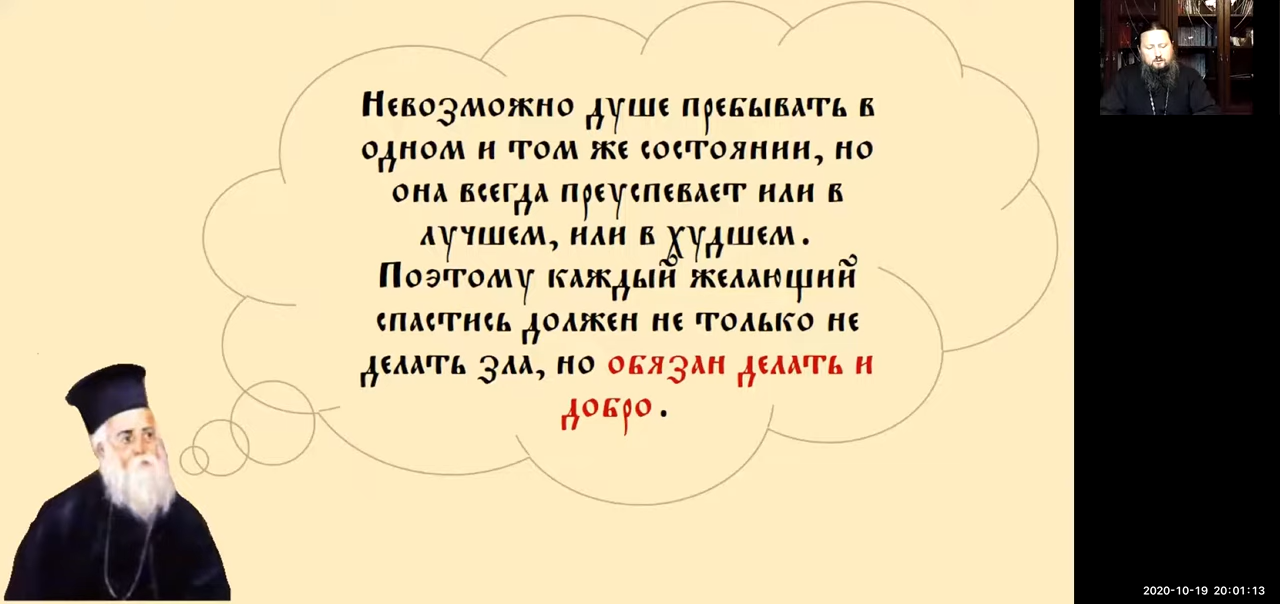 Невозможно душе пребывать в
одном и том же состоянии, но
она всегда преуспевает или в
лучшем, или в худшем.
Поэтому каждый желающий
спастись должен не только не
делать зла, но обязан делать и
добро.
2020-10-19 20:01:13